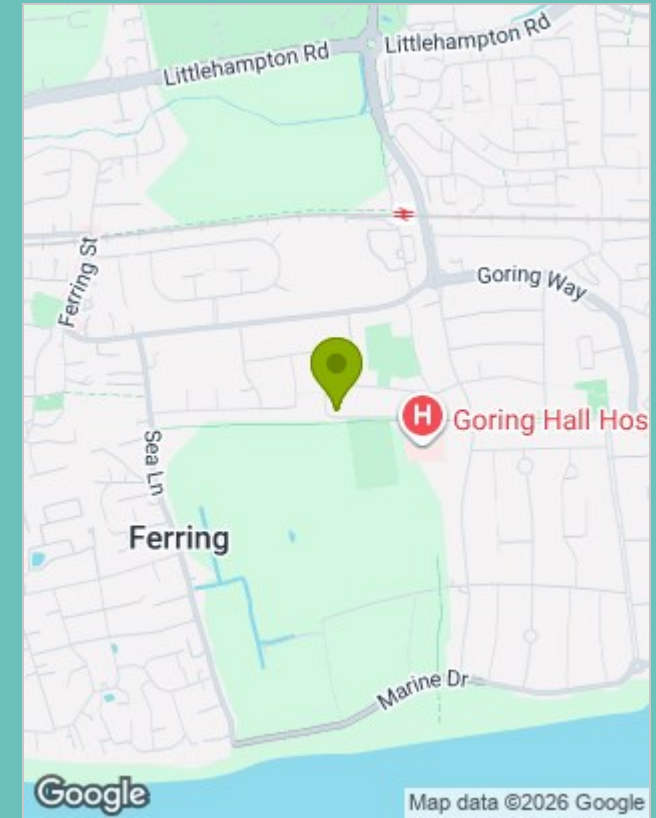 Littlehampton Rd
Littlehampton Rd
Ferring St
Goring Way
H
Goring Hall Hos
Sea Ln
Ferring
Marine Dr
Google
Map data ©2026 Google